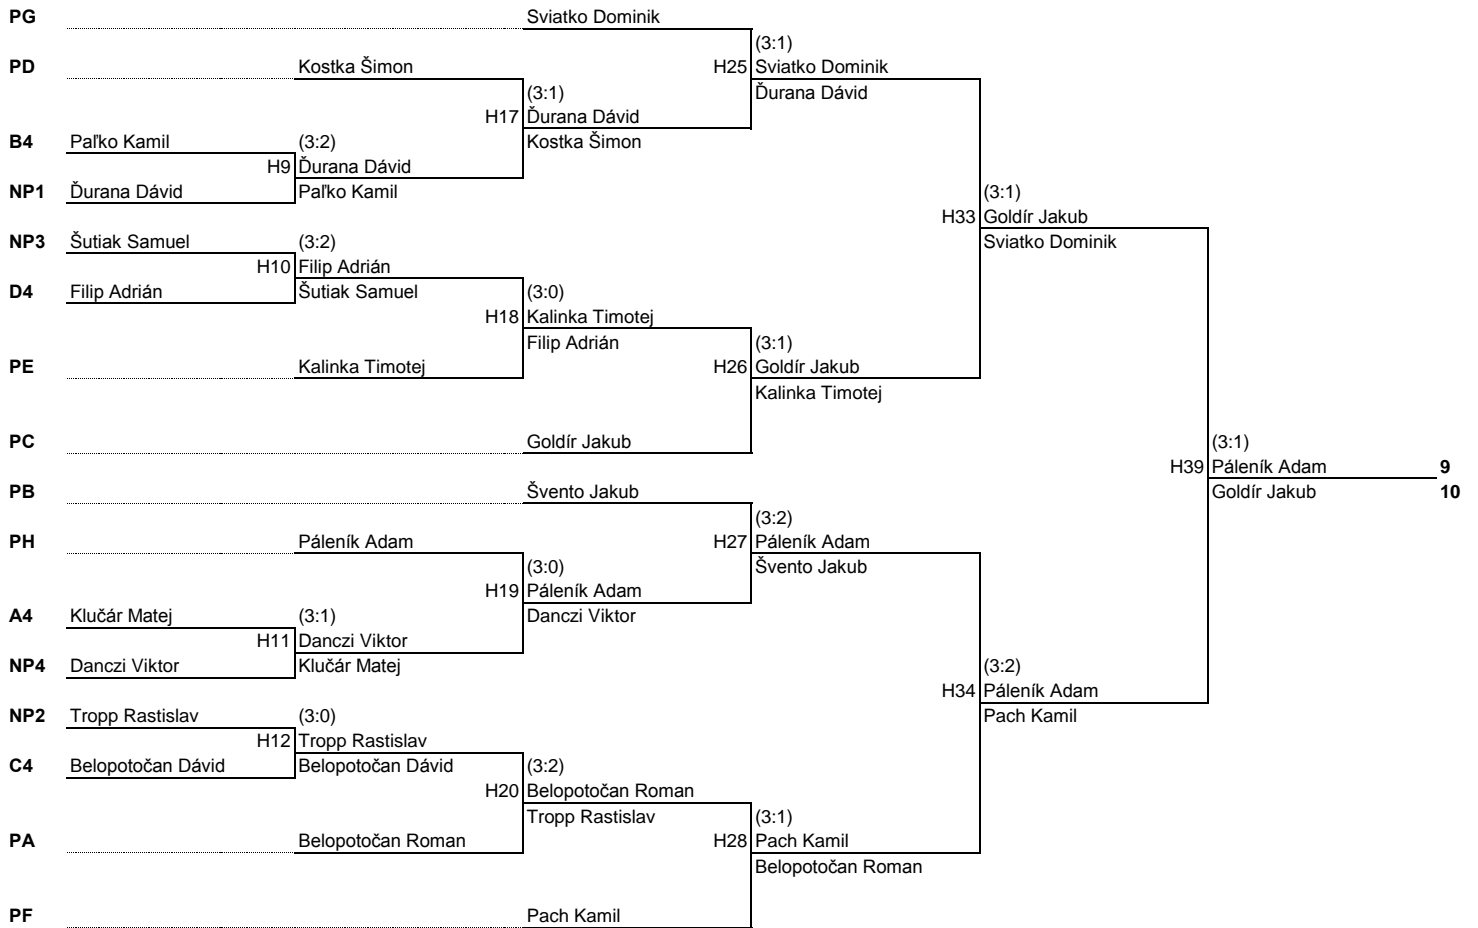 PG Sviatko Dominik
(3:1)
PD Kostka Šimon H25 Sviatko Dominik
(3:1) Ďurana Dávid
H17 Ďurana Dávid
B4 Paľko Kamil (3:2) Kostka Šimon
H9 Ďurana Dávid
NP1 Ďurana Dávid Paľko Kamil (3:1)
H33 Goldír Jakub
NP3 Šutiak Samuel (3:2) Sviatko Dominik
H10 Filip Adrián
D4 Filip Adrián Šutiak Samuel (3:0)
H18 Kalinka Timotej
Filip Adrián (3:1)
PE Kalinka Timotej H26 Goldír Jakub
Kalinka Timotej
PC Goldír Jakub (3:1)
H39 Páleník Adam 9
PB Švento Jakub Goldír Jakub 10
(3:2)
PH Páleník Adam H27 Páleník Adam
(3:0) Švento Jakub
H19 Páleník Adam
A4 Klučár Matej (3:1) Danczi Viktor
H11 Danczi Viktor
NP4 Danczi Viktor Klučár Matej (3:2)
H34 Páleník Adam
NP2 Tropp Rastislav (3:0) Pach Kamil
H12 Tropp Rastislav
C4 Belopotočan Dávid Belopotočan Dávid (3:2)
H20 Belopotočan Roman
Tropp Rastislav (3:1)
PA Belopotočan Roman H28 Pach Kamil
Belopotočan Roman
PF Pach Kamil